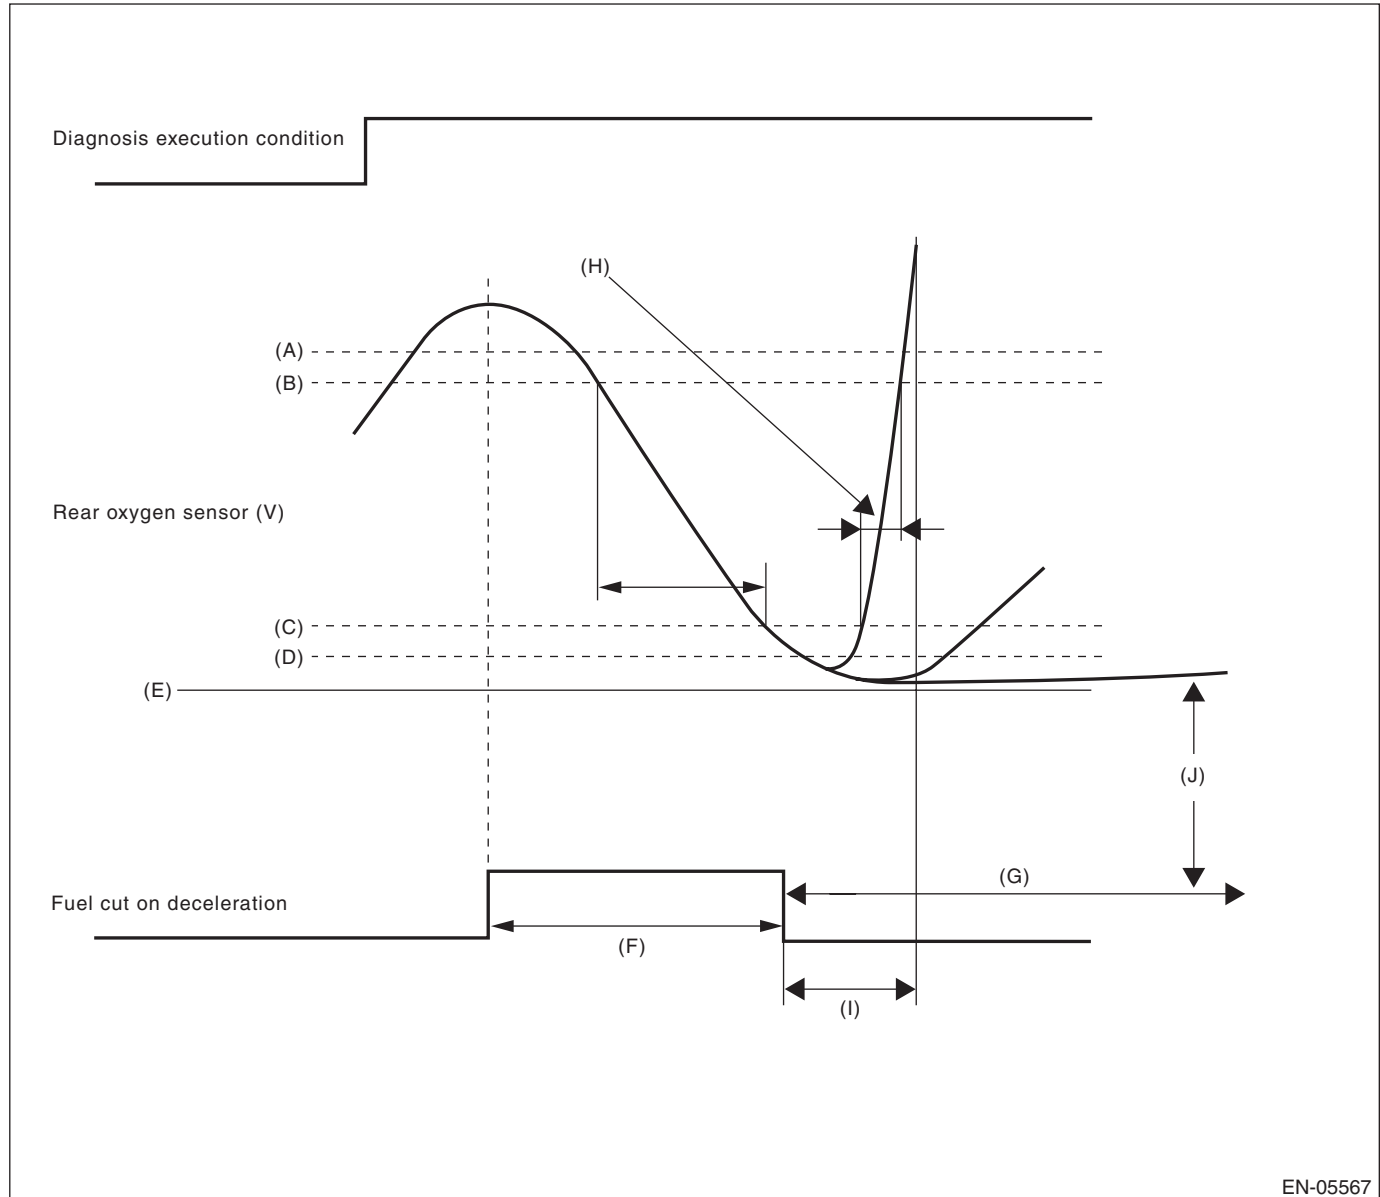 Diagnosis execution condition
(H)
(A)
(B)
Rear oxygen sensor (V)
(C)
(D)
(E)
(J)
(G)
Fuel cut on deceleration
(F)
(I)
EN-05567